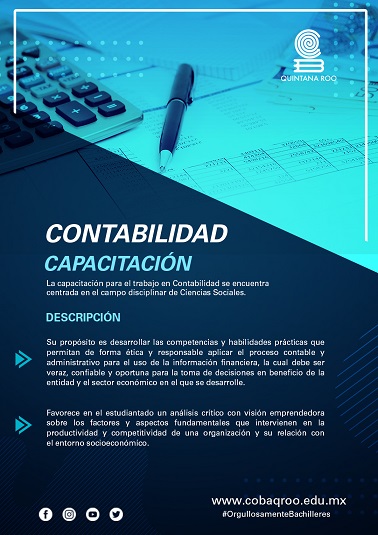 QUINTANA ROO
CONTABILIDAD
CAPACITACIÓN
La capacitación para el trabajo en Contabilidad se encuentra
centrada en el campo disciplinar de Ciencias Sociales.
DESCRIPCIÓN
Su propósito es desarrollar las competencias y habilidades prácticas que
permitan de forma ética y responsable aplicar el proceso contable y
administrativo para el uso de la información financiera, la cual debe ser
veraz, confiable y oportuna para la toma de decisiones en beneficio de la
entidad y el sector económico en el que se desarrolle.
Favorece en el estudiantado un análisis crítico con visión emprendedora
sobre los factores y aspectos fundamentales que intervienen en la
productividad y competitividad de una organización y su relación con
el entorno socioeconómico.
www.cobaqroo.edu.mx
#OrgullosamenteBachilleres